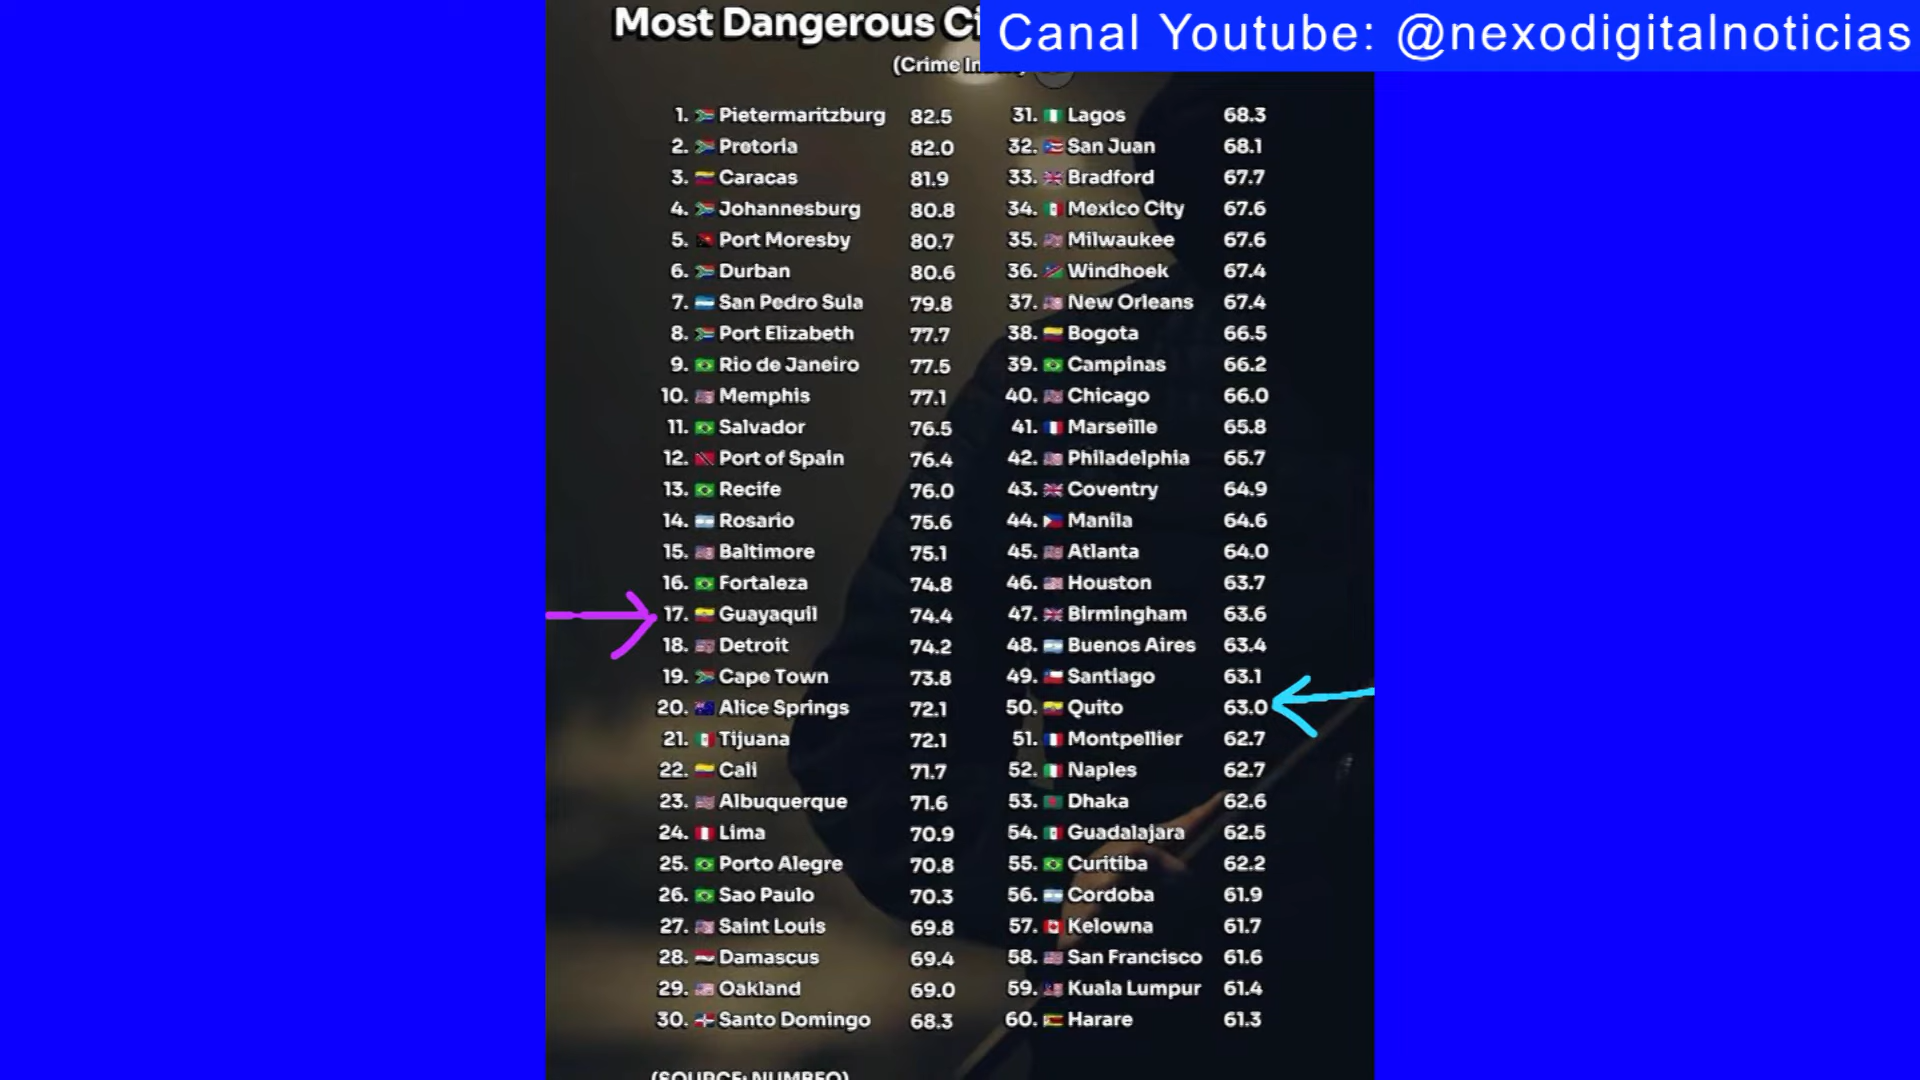 Most Dangerous Ci
Canal Youtube: @nexodigitalnoticias
(Crime In
1. Pietermaritzburg 82.5
2. Pretoria 82.0
3. Caracas 81.9
4. Johannesburg 80.8
5. Port Moresby 80.7
6. Durban 80.6
7. San Pedro Sula 79.8
8. Port Elizabeth 77.7
9. Rio de Janeiro 77.5
10. Memphis 77.1
11. Salvador 76.5
12. Port of Spain 76.4
13. Recife 76.0
14. Rosario 75.6
15. Baltimore 75.1
16. Fortaleza 74.8
17. Guayaquil 74.4
18. Detroit 74.2
19. Cape Town 73.8
20. Alice Springs 72.1
21. Tijuana 72.1
22. Cali 71.7
23. Albuquerque 71.6
24. Lima 70.9
25. Porto Alegre 70.8
26. Sao Paulo 70.3
27. Saint Louis 69.8
28. Damascus 69.4
29. Oakland 69.0
30. Santo Domingo 68.3
31. Lagos 68.3
32. San Juan 68.1
33. Bradford 67.7
34. Mexico City 67.6
35. Milwaukee 67.6
36. Windhoek 67.4
37. New Orleans 67.4
38. Bogota 66.5
39. Campinas 66.2
40. Chicago 66.0
41. Marseille 65.8
42. Philadelphia 65.7
43. Coventry 64.9
44. Manila 64.6
45. Atlanta 64.0
46. Houston 63.7
47. Birmingham 63.6
48. Buenos Aires 63.4
49. Santiago 63.1
50. Quito 63.0
51. Montpellier 62.7
52. Naples 62.7
53. Dhaka 62.6
54. Guadalajara 62.5
55. Curitiba 62.2
56. Cordoba 61.9
57. Kelowna 61.7
58. San Francisco 61.6
59. Kuala Lumpur 61.4
60. Harare 61.3
(SOURCE: NUMBEO)